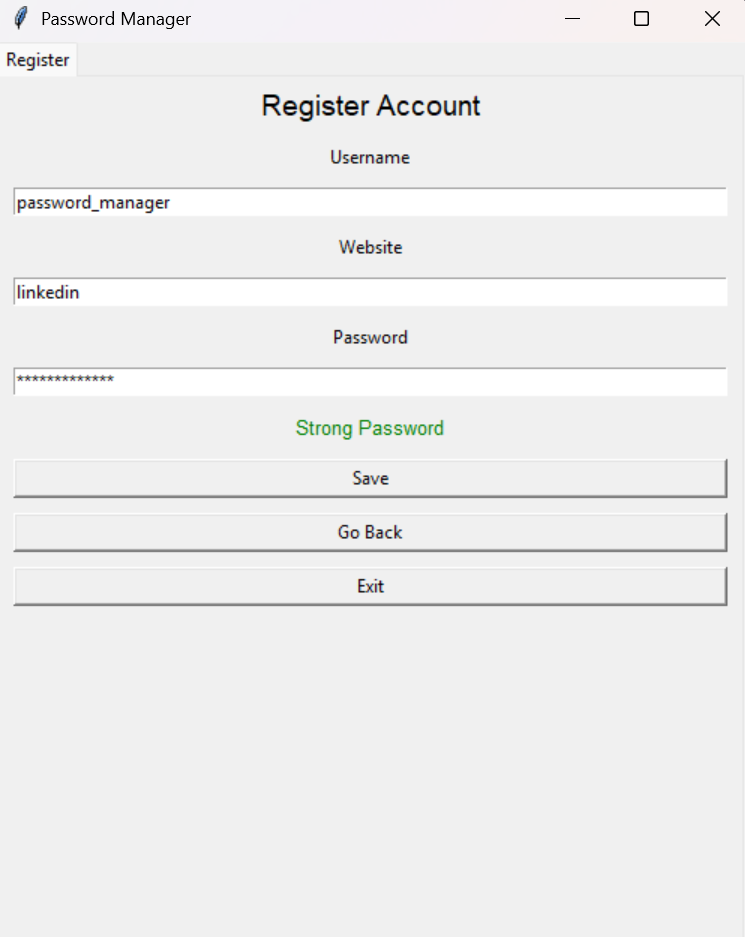 Password Manager
Register
Register Account
Username
password_manager
Website
linkedin
Password
*************
Strong Password
Save
Go Back
Exit